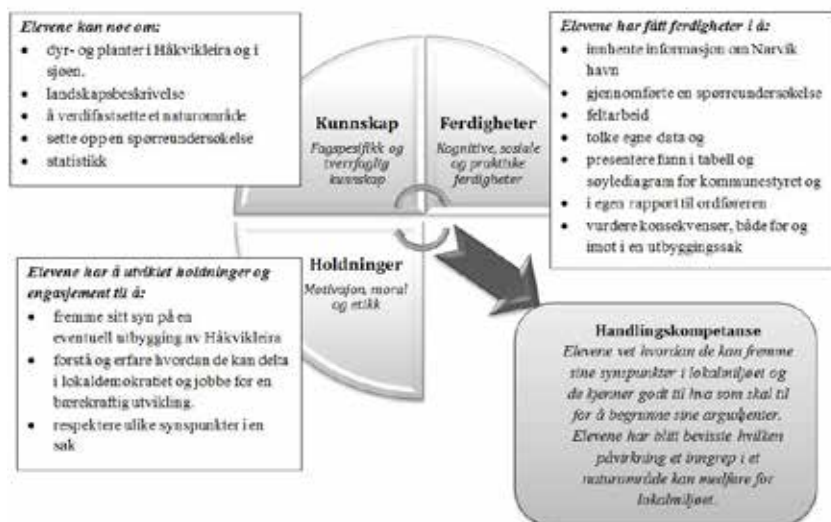 Elevene kan noe om:
• dyr- og planter i Håkvikleira og i
sjøen.
• landskapsbeskrivelse
• å verdifastsette et naturområde
• sette opp en spørreundersøkelse
• statistikk
Kunnskap
Fagspesifikk og
tverrfaglig
kunnskap
Ferdigheter
Kognitive, sosiale
og praktiske
ferdigheter
Elevene har fått ferdigheter i å:
• innhente informasjon om Narvik
havn
• gjennomførte en spørreundersøkelse
• feltarbeid
• tolke egne data og
• presentere funn i tabell og
søylediagram for kommunestyret og
• i egen rapport til ordføreren
• vurdere konsekvenser, både for og
imot i en utbyggingssak
Elevene har å utviklet holdninger og
engasjement til å:
• fremme sitt syn på en
eventuell utbygging av Håkvikleira
• forstå og erfare hvordan de kan delta
i lokaldemokratiet og jobbe for en
bærekraftig utvikling.
• respektere ulike synspunkter i en
sak
Holdninger
Motivasjon, moral
og etikk
Handlingskompetanse
Elevene vet hvordan de kan fremme
sine synspunkter i lokalmiljøet og
de kjenner godt til hva som skal til
for å begrunne sine argumenter.
Elevene har blitt bevisste hvilken
påvirkning et inngrep i et
naturområde kan medføre for
lokalmiljøet.